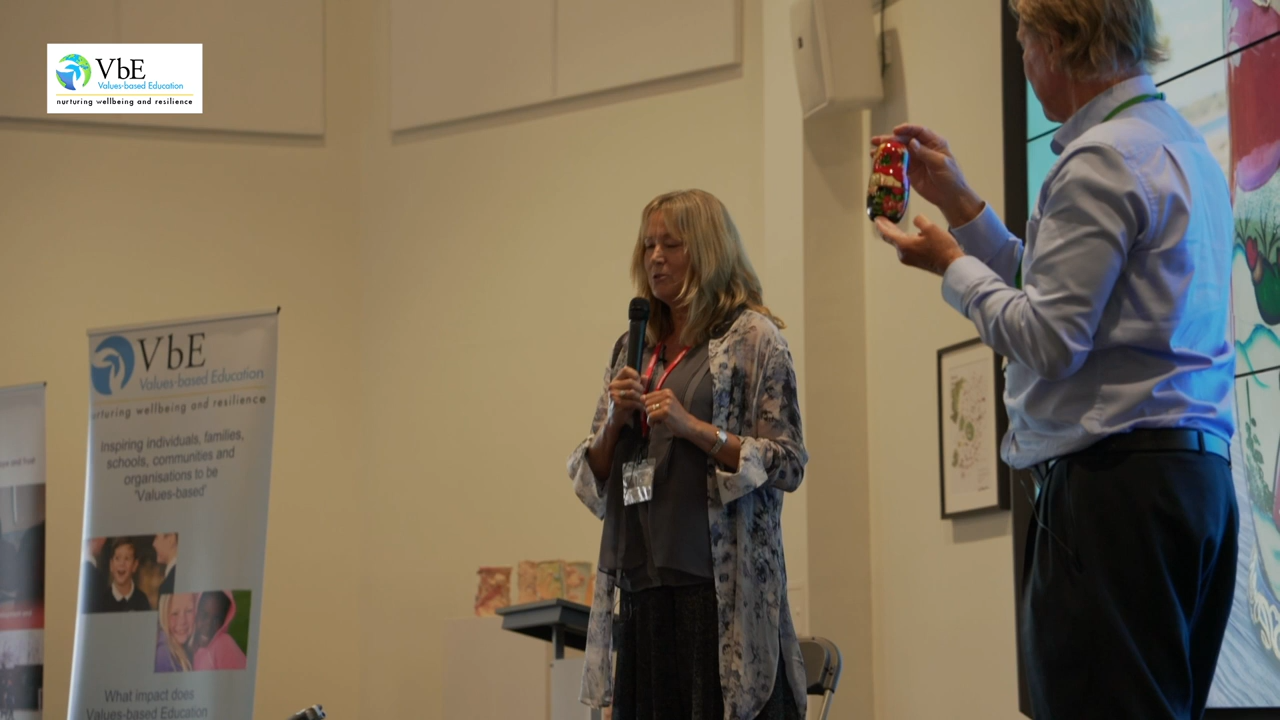 VbE
Values-based Education
nurturing wellbeing and resilience
VbE
Values-based Education
urturing wellbeing and resilience
Inspiring individuals, families,
schools, communities and
organisations to be
'Values-based'
What impact does
Values-based Education